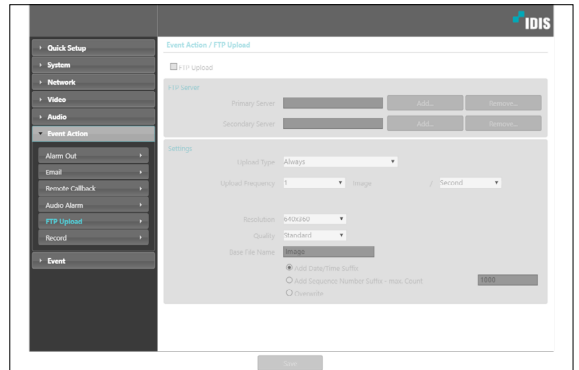 IDIS
Quick Setup
System
Network
Video
Audio
Event Action
Alarm Out
Email
Remote Callback
Audio Alarm
FTP Upload
Record
Event
Event Action / FTP Upload
FTP Upload
FTP Server
Primary Server Add... Remove...
Secondary Server Add... Remove...
Settings
Upload Type Always
Upload Frequency 1 Image / Second
Resolution 640x360
Quality Standard
Base File Name image
Add Date/Time Suffix
Add Sequence Number Suffix - max. Count 1000
Overwrite
Save